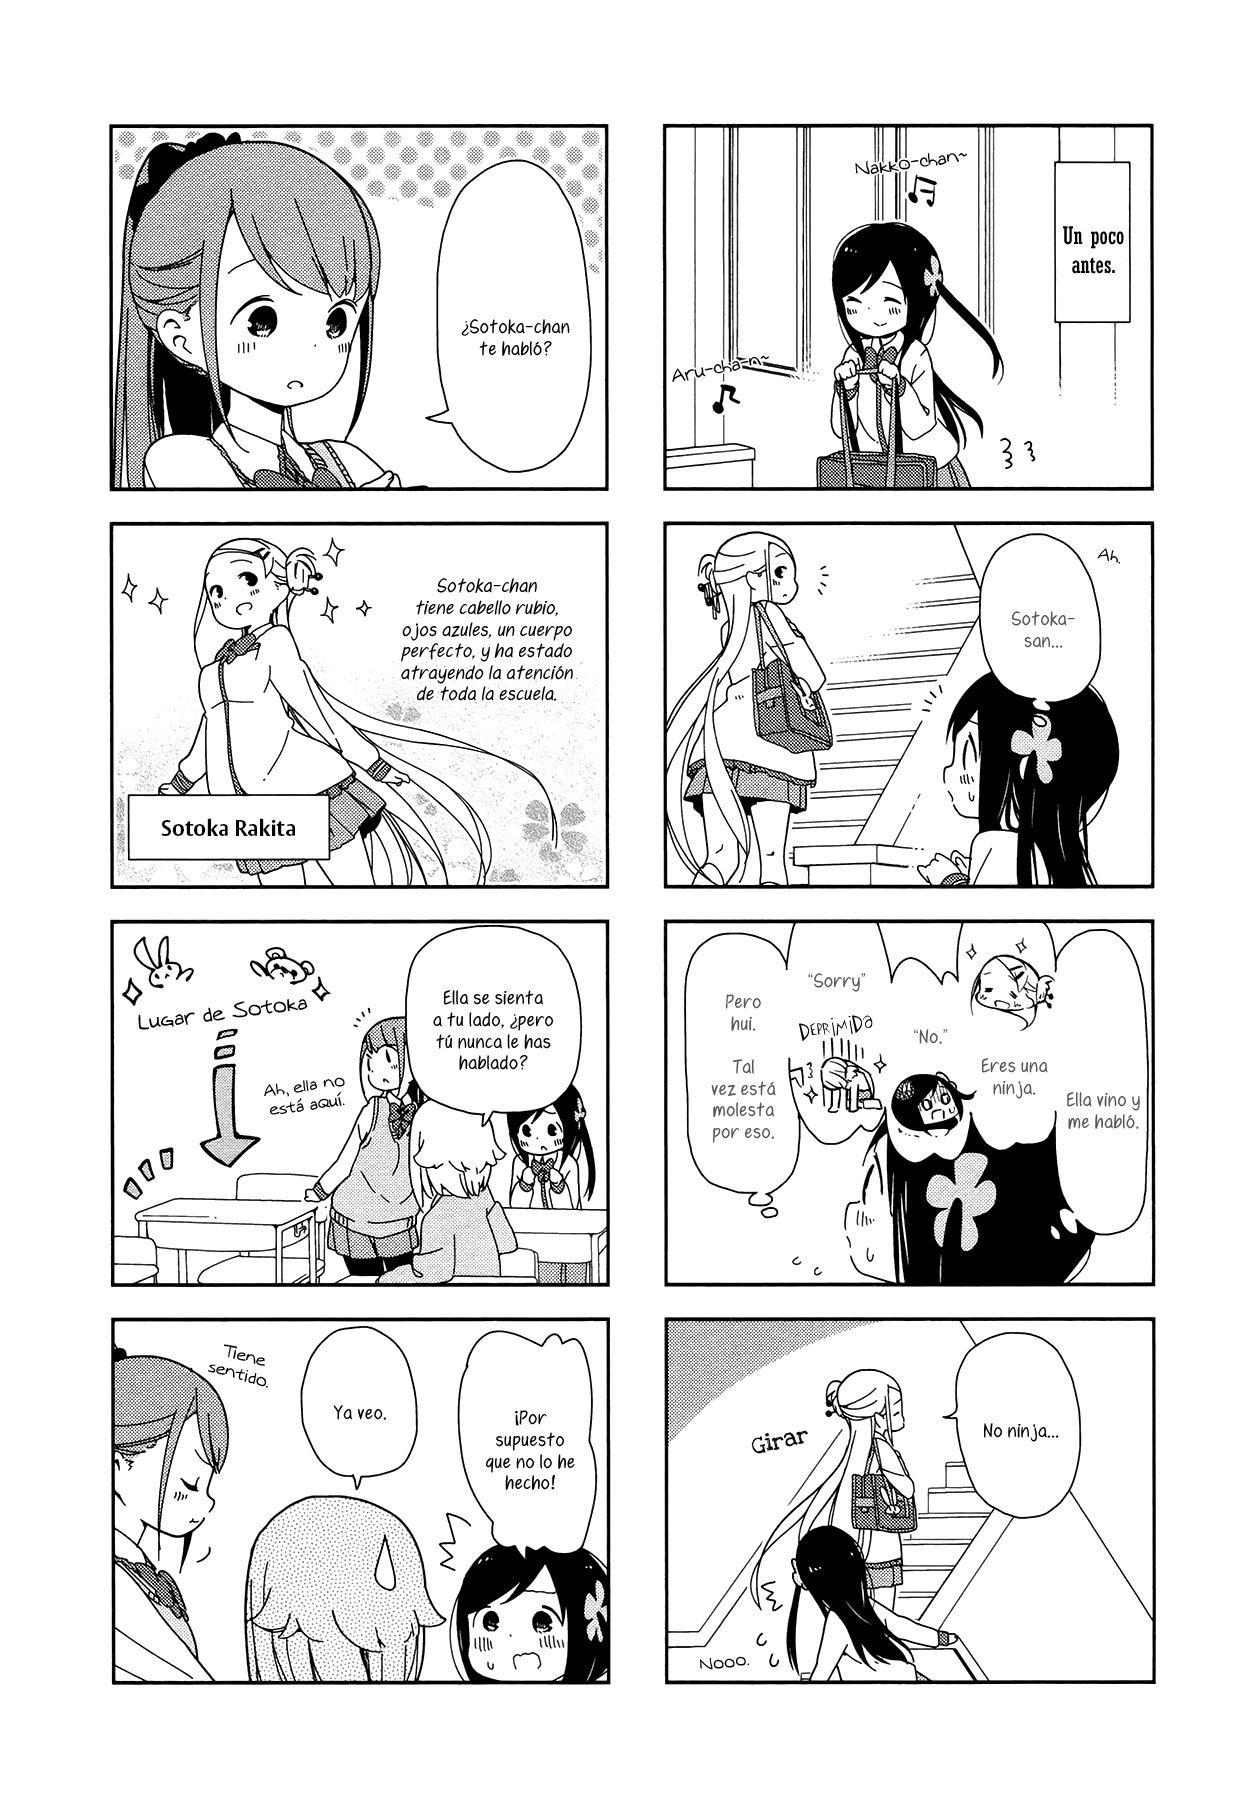 Un poco
antes.
Nakko-chan~
Aru-cha-n~
Ah.
Sotoka-
san...
Ella vino y
me habló.
Eres una
ninja.
"No."
"Sorry"
DEPRIMIDA
Pero
hui.
Tal
vez está
molesta
por eso.
No ninja...
Girar
Nooo.
¿Sotoka-chan
te habló?
Sotoka-chan
tiene cabello rubio,
ojos azules, un cuerpo
perfecto, y ha estado
atrayendo la atención
de toda la escuela.
Sotoka Rakita
Ella se sienta
a tu lado, ¿pero
tú nunca le has
hablado?
Lugar de Sotoka
Ah, ella no
está aquí.
¡Por
supuesto
que no lo he
hecho!
Ya veo.
Tiene
sentido.